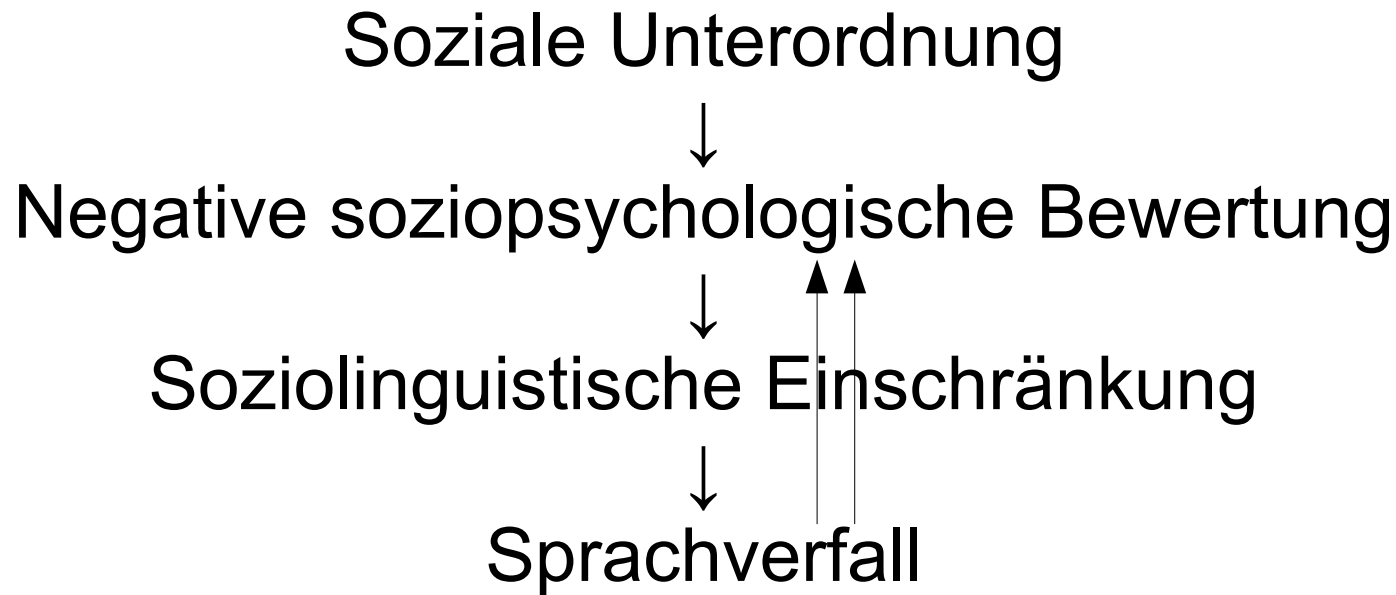 Soziale Unterordnung
↓
Negative soziopsychologische Bewertung
↓
Soziolinguistische Einschränkung
↓
Sprachverfall